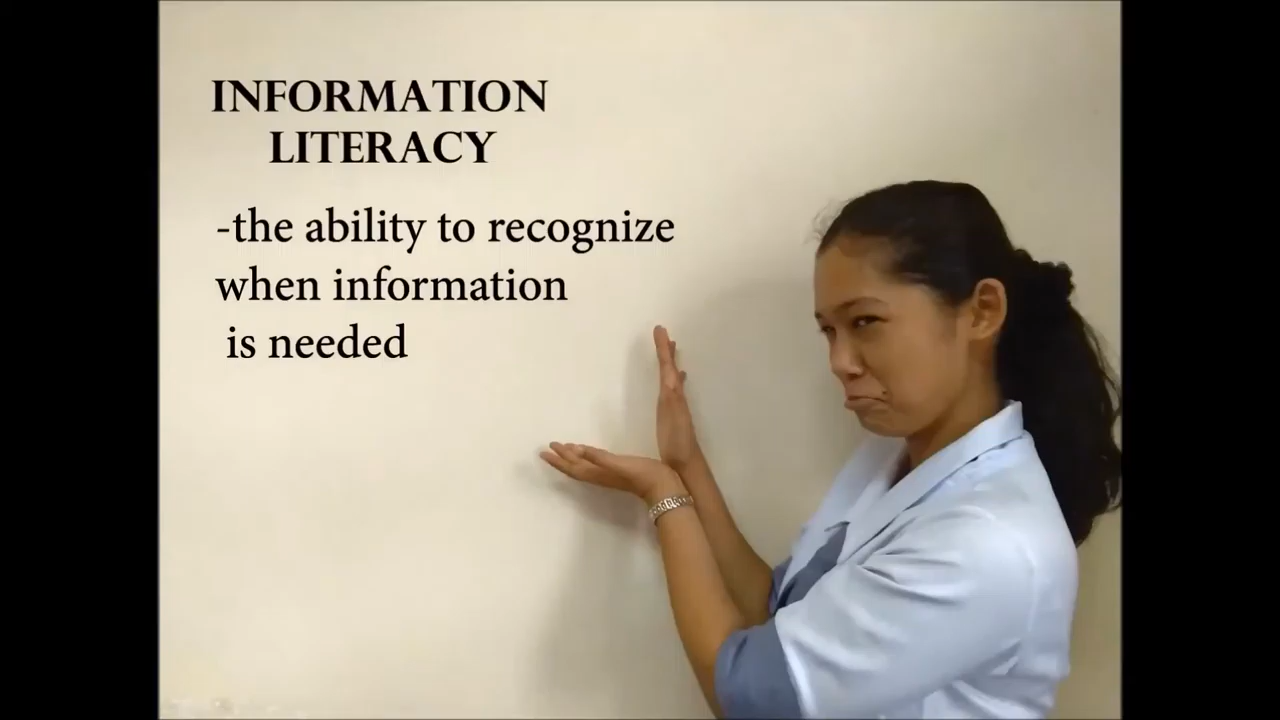 INFORMATION
LITERACY
-the ability to recognize
when information
is needed